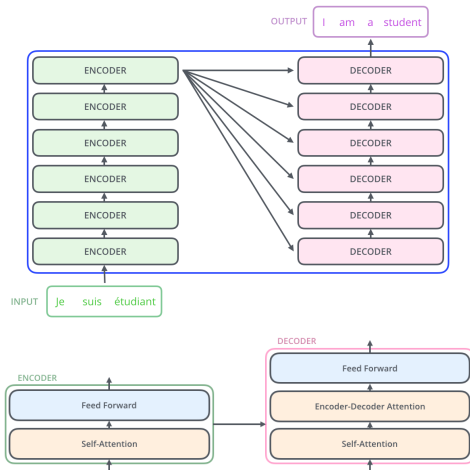 OUTPUT I am a student
ENCODER DECODER
ENCODER DECODER
ENCODER DECODER
ENCODER DECODER
ENCODER DECODER
ENCODER DECODER
INPUT Je suis étudiant
DECODER
Feed Forward
ENCODER
Feed Forward Encoder-Decoder Attention
Self-Attention Self-Attention